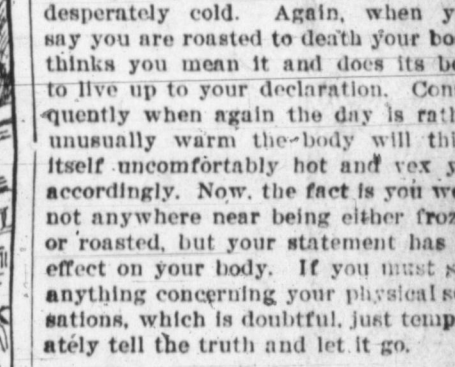 desperately cold. Again, when y
say you are roasted to death your bo
thinks you mean it and does its be
to live up to your declaration. Con
quently when again the day is rath
unusually warm the body will thi
itself uncomfortably hot and vex y
accordingly. Now, the fact is you we
not anywhere near being either froz
or roasted, but your statement has
effect on your body. If you must s
anything concerning your physical se
sations, which is doubtful, just temp
ately tell the truth and let it go.